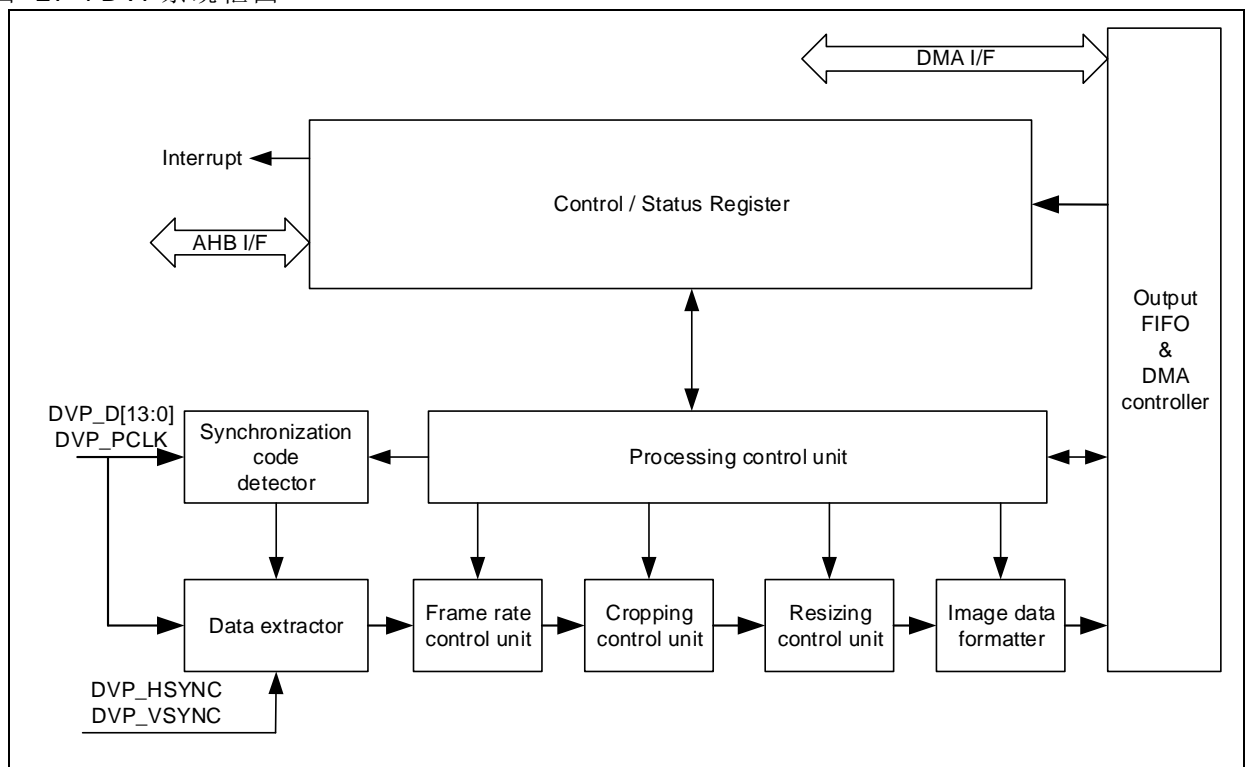 DMA I/F
Interrupt
Control / Status Register
AHB I/F
Output
FIFO
&
DMA
controller
DVP_D[13:0]
DVP_PCLK
Synchronization
code
detector
Processing control unit
Data extractor
Frame rate
control unit
Cropping
control unit
Resizing
control unit
Image data
formatter
DVP_HSYNC
DVP_VSYNC